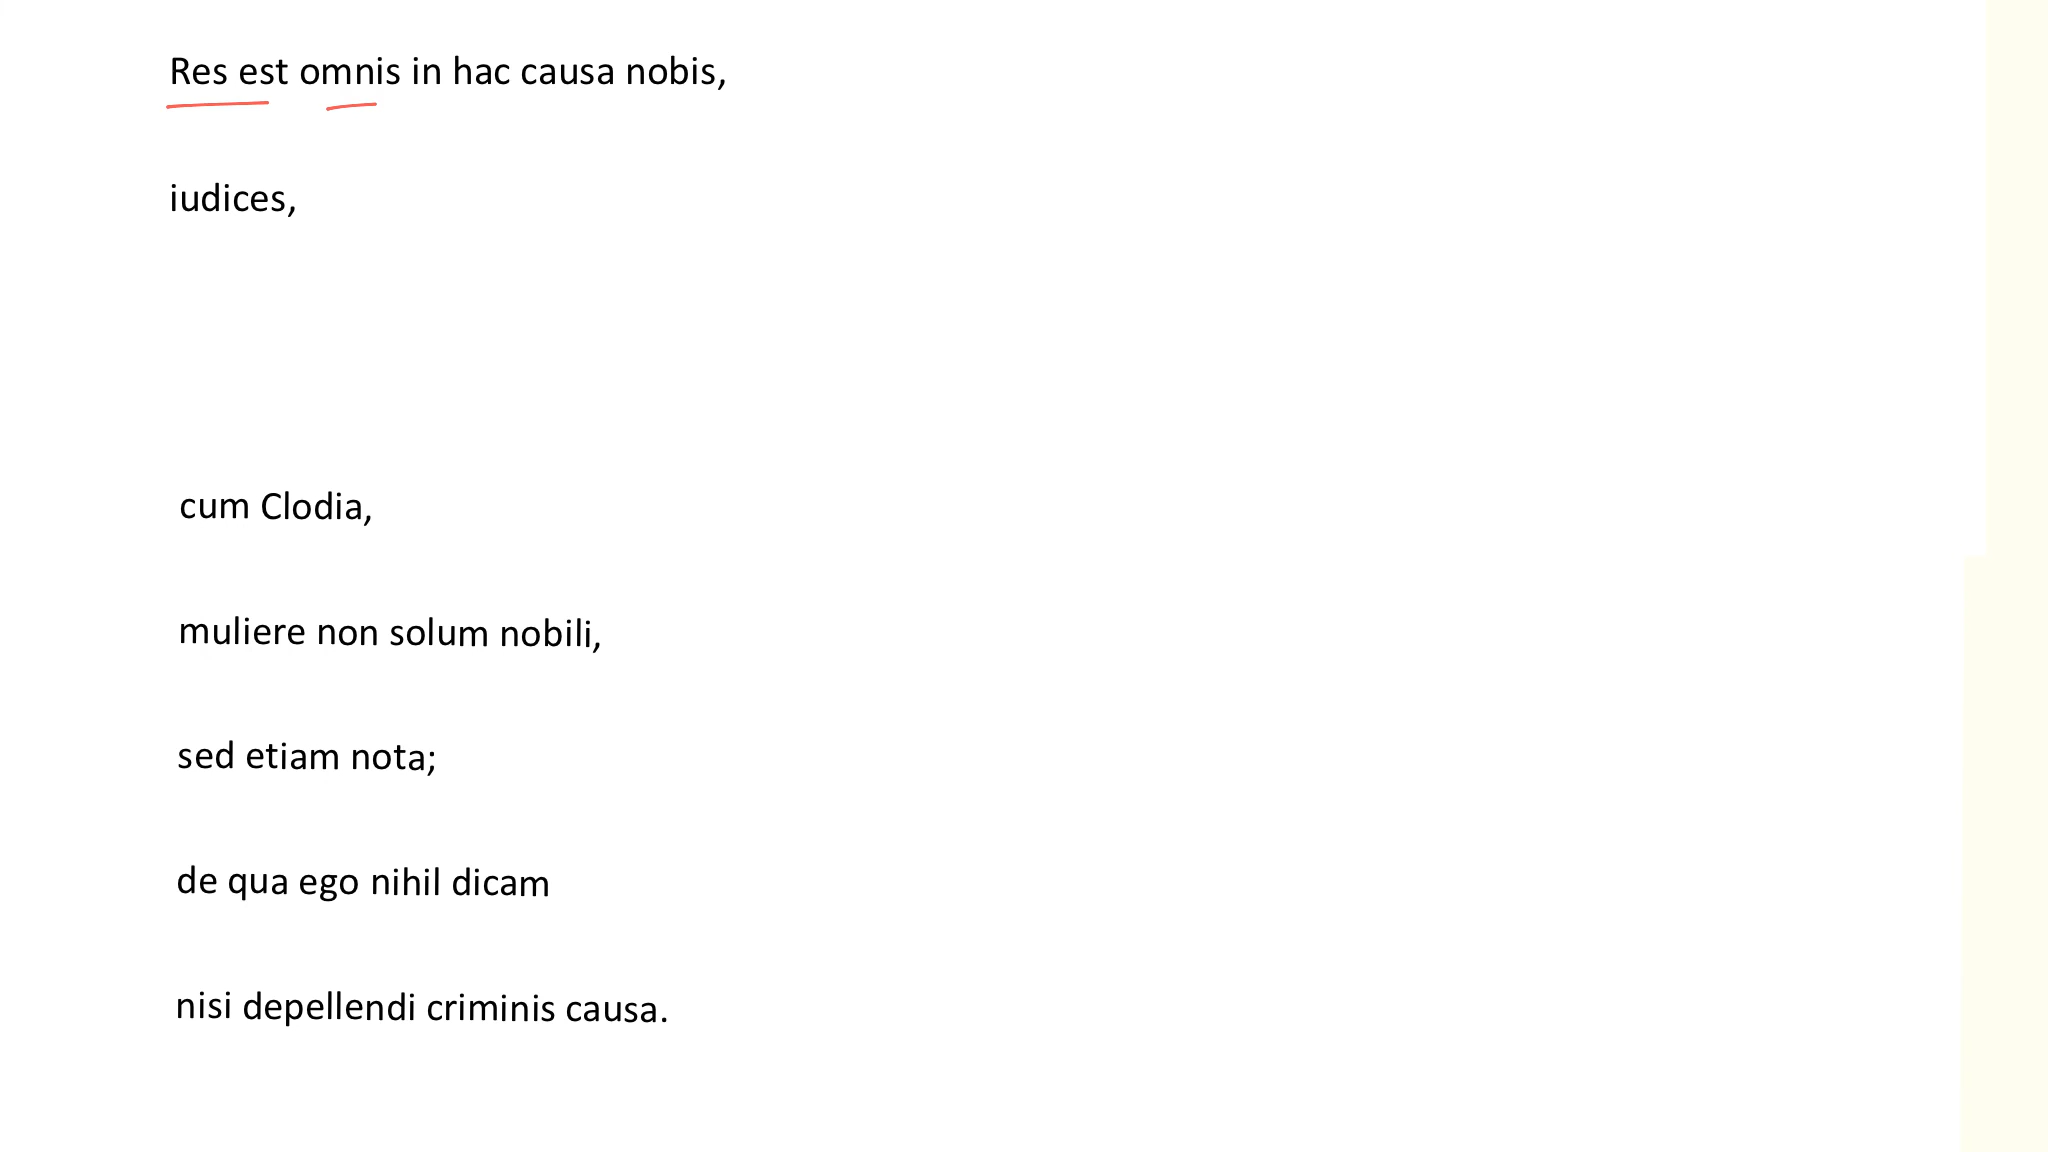 Res est omnis in hac causa nobis,
iudices,
cum Clodia,
muliere non solum nobili,
sed etiam nota;
de qua ego nihil dicam
nisi depellendi criminis causa.